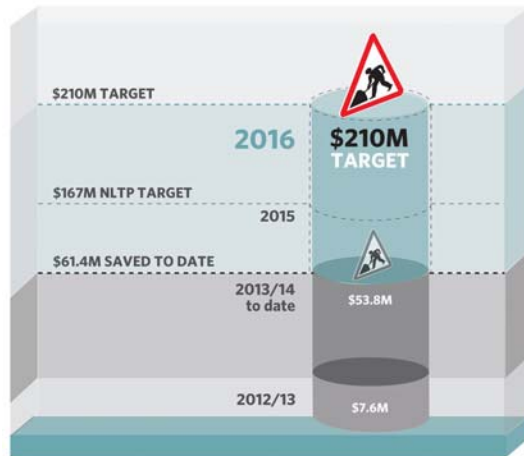 $210M TARGET
2016
$210M
TARGET
$167M NLTP TARGET
2015
$61.4M SAVED TO DATE
2013/14
to date
$53.8M
2012/13
$7.6M